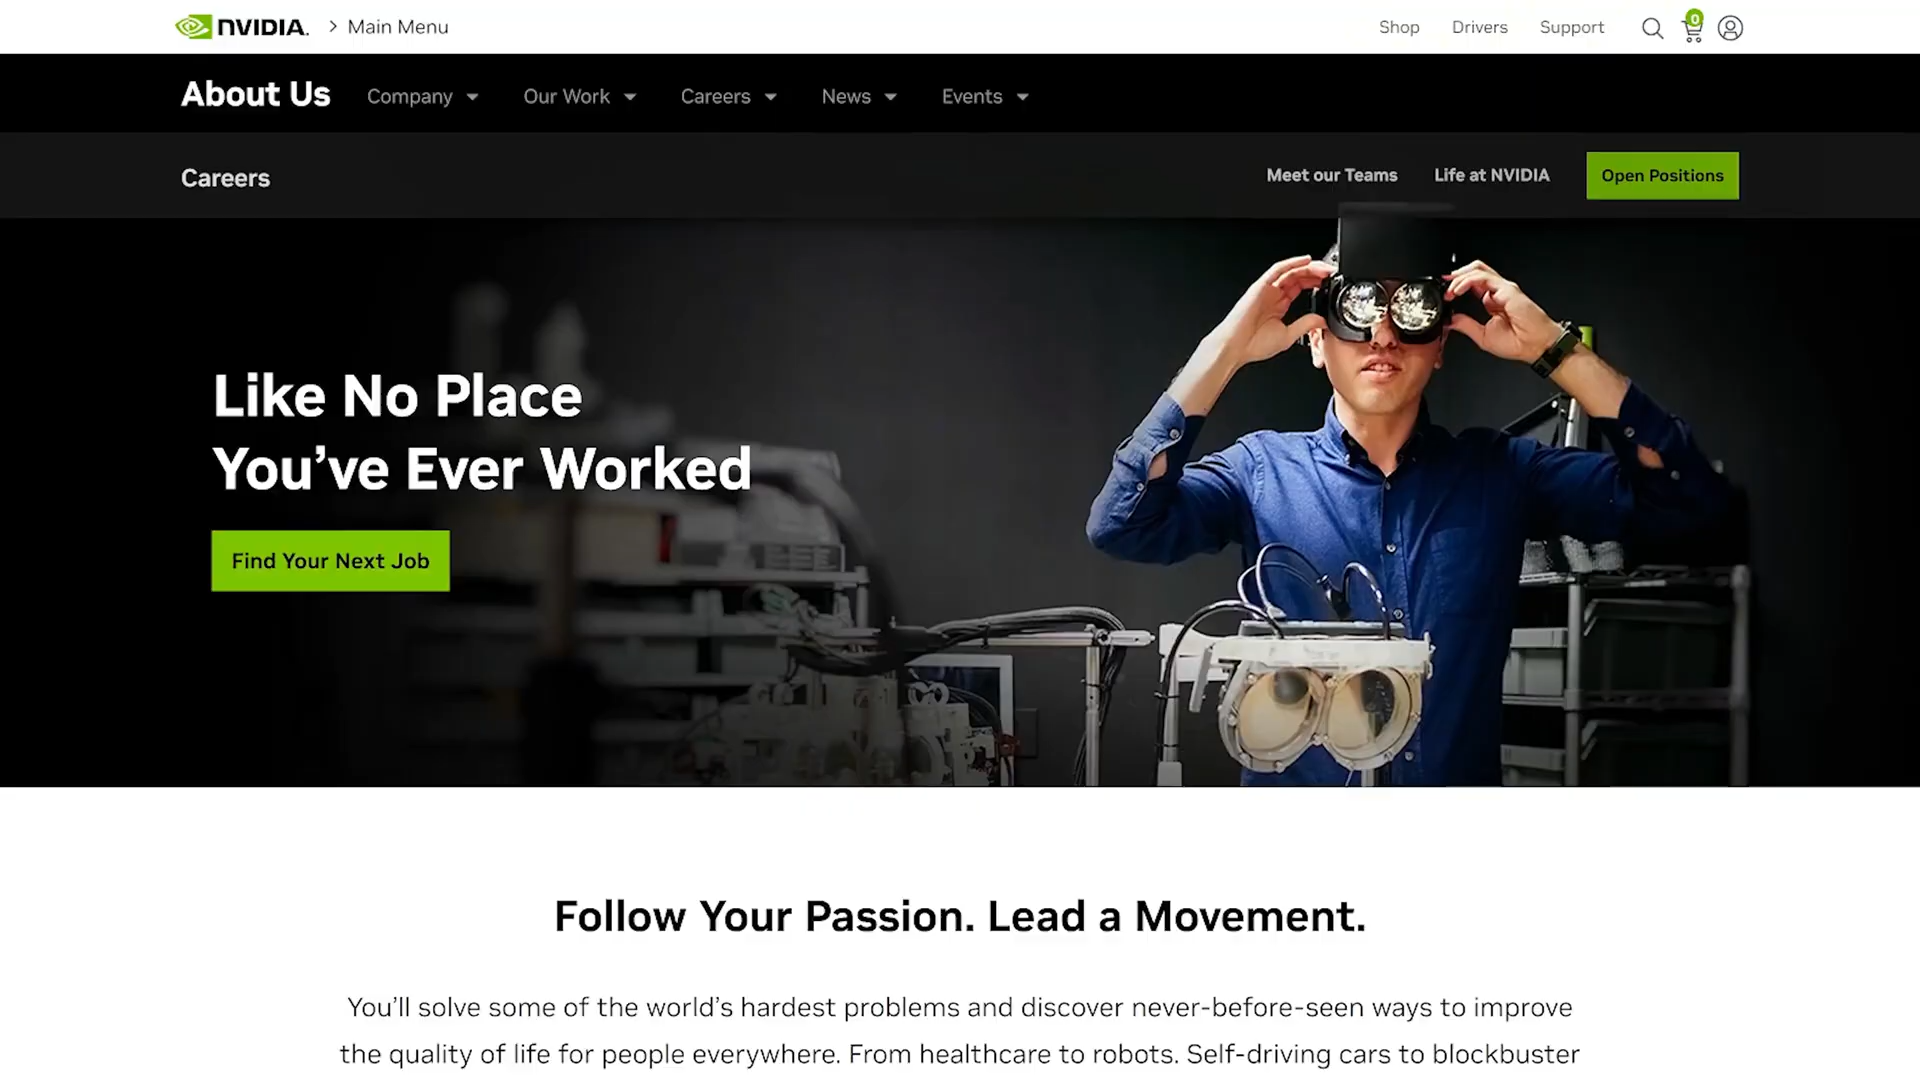 NVIDIA. Main Menu Shop Drivers Support 0
About Us Company Our Work Careers News Events
Careers Meet our Teams Life at NVIDIA Open Positions
Like No Place
You’ve Ever Worked
Find Your Next Job
Follow Your Passion. Lead a Movement.
You’ll solve some of the world’s hardest problems and discover never-before-seen ways to improve
the quality of life for people everywhere. From healthcare to robots. Self-driving cars to blockbuster